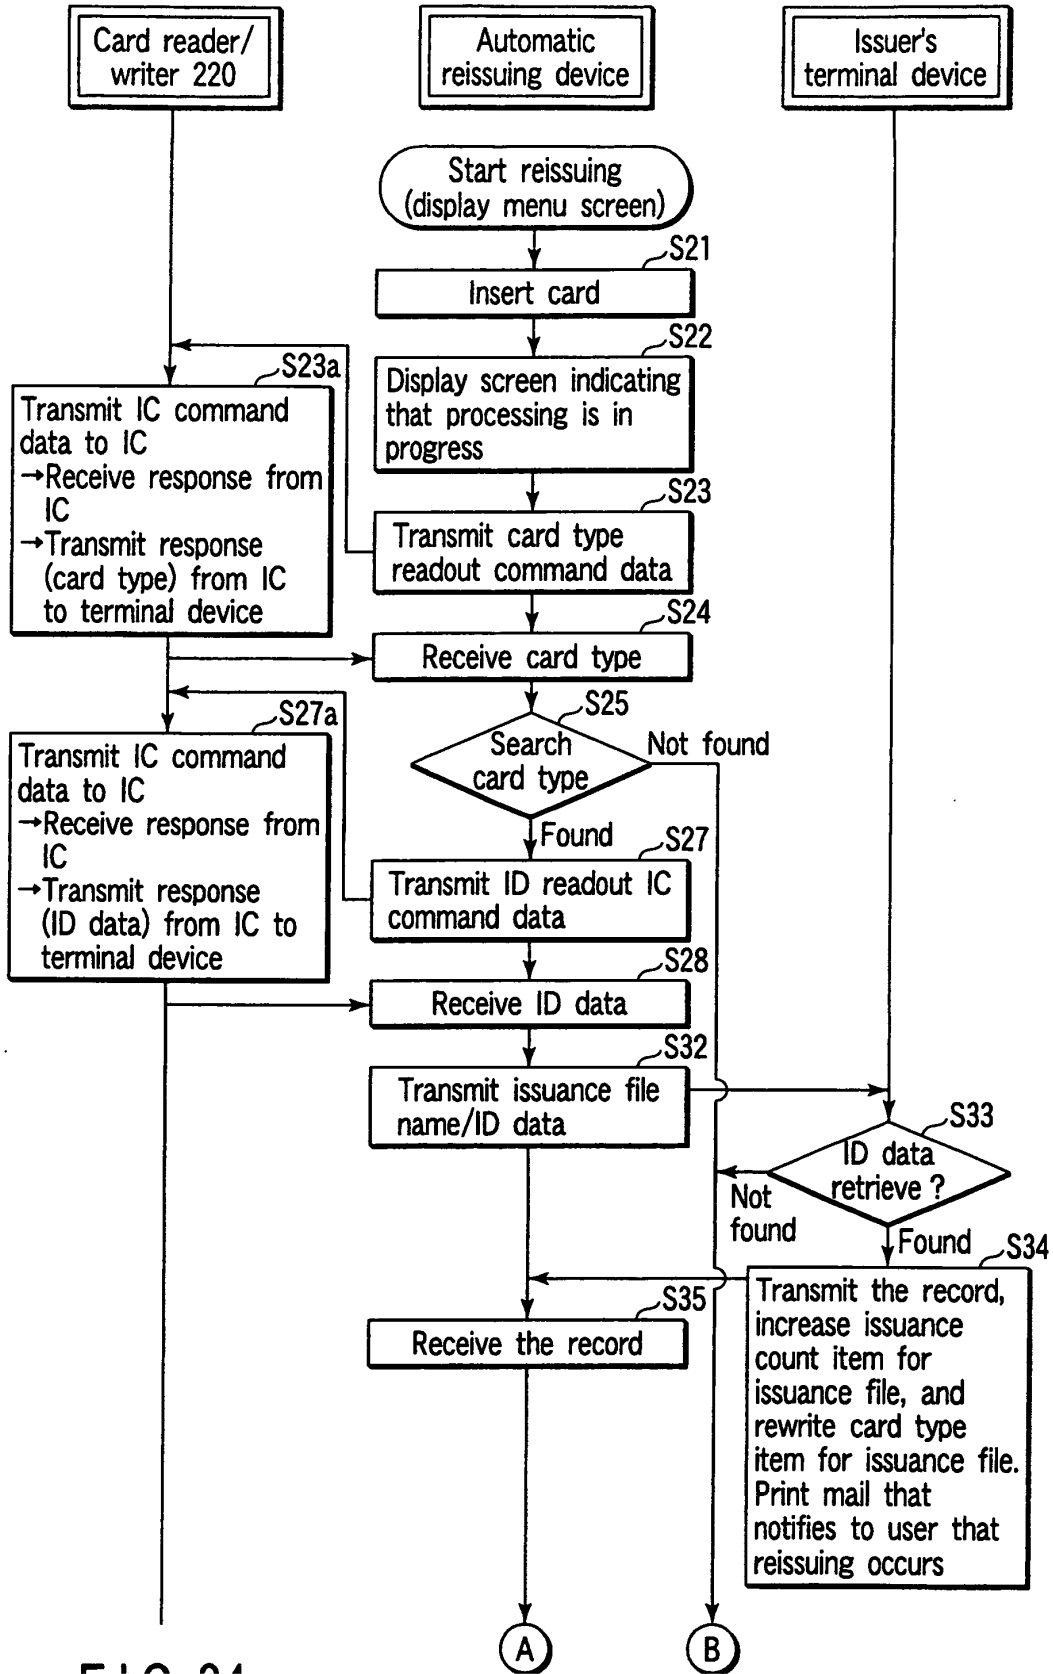 Card reader/
writer 220
Automatic
reissuing device
Issuer's
terminal device
Start reissuing
(display menu screen)
S21
Insert card
S22
Display screen indicating
that processing is in
progress
S23a
Transmit IC command
data to IC
→Receive response from
IC
→Transmit response
(card type) from IC
to terminal device
S23
Transmit card type
readout command data
S24
Receive card type
S25
Search
card type
Not found
Found
S27a
Transmit IC command
data to IC
→Receive response from
IC
→Transmit response
(ID data) from IC to
terminal device
S27
Transmit ID readout IC
command data
S28
Receive ID data
S32
Transmit issuance file
name/ID data
S33
ID data
retrieve ?
Not
found
Found
S34
Transmit the record,
increase issuance
count item for
issuance file, and
rewrite card type
item for issuance file.
Print mail that
notifies to user that
reissuing occurs
S35
Receive the record
A
B